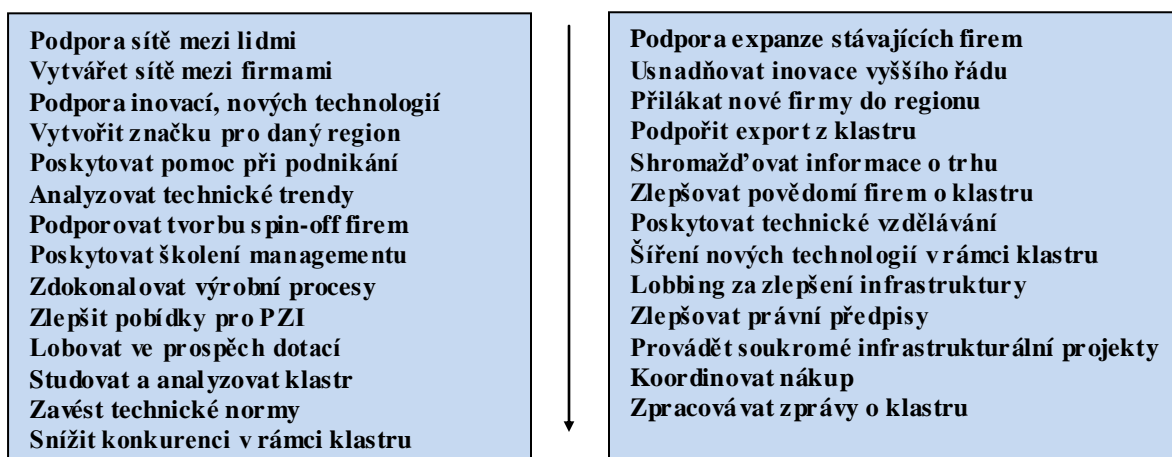 Podpora sítě mezi lidmi
Vytvářet sítě mezi firmami
Podpora inovací, nových technologií
Vytvořit značku pro daný region
Poskytovat pomoc při podnikání
Analyzovat technické trendy
Podporovat tvorbu spin-off firem
Poskytovat školení managementu
Zdokonalovat výrobní procesy
Zlepšit pobídky pro PZI
Lobovat ve prospěch dotací
Studovat a analyzovat klastr
Zavést technické normy
Snížit konkurenci v rámci klastru
Podpora expanze stávajících firem
Usnadňovat inovace vyššího řádu
Přilákat nové firmy do regionu
Podpořit export z klastru
Shromažďovat informace o trhu
Zlepšovat povědomí firem o klastru
Poskytovat technické vzdělávání
Šíření nových technologií v rámci klastru
Lobbing za zlepšení infrastruktury
Zlepšovat právní předpisy
Provádět soukromé infrastrukturální projekty
Koordinovat nákup
Zpracovávat zprávy o klastru